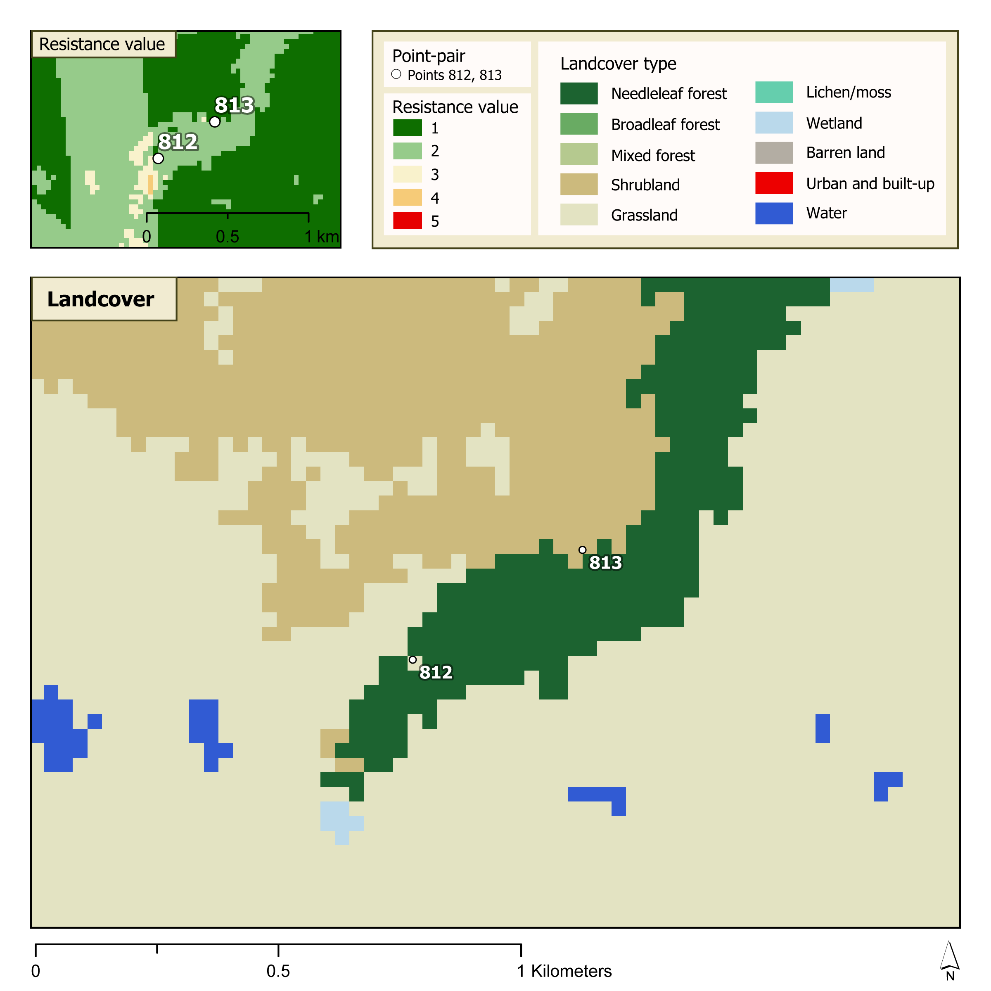 Resistance value
813
812
0 0.5 1 km
Point-pair
Points 812, 813
Resistance value
1
2
3
4
5
Landcover type
Needleleaf forest
Broadleaf forest
Mixed forest
Shrubland
Grassland
Lichen/moss
Wetland
Barren land
Urban and built-up
Water
Landcover
813
812
0 0.5 1 Kilometers
N